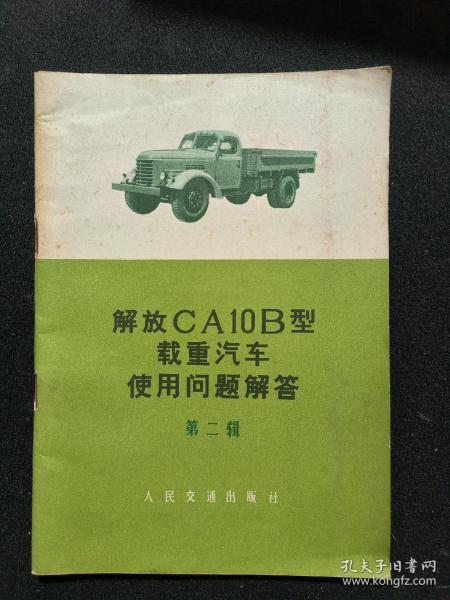 解放CA10B型
载重汽车
使用问题解答
第二辑
人民交通出版社
孔夫子旧书网
www.kongfz.com